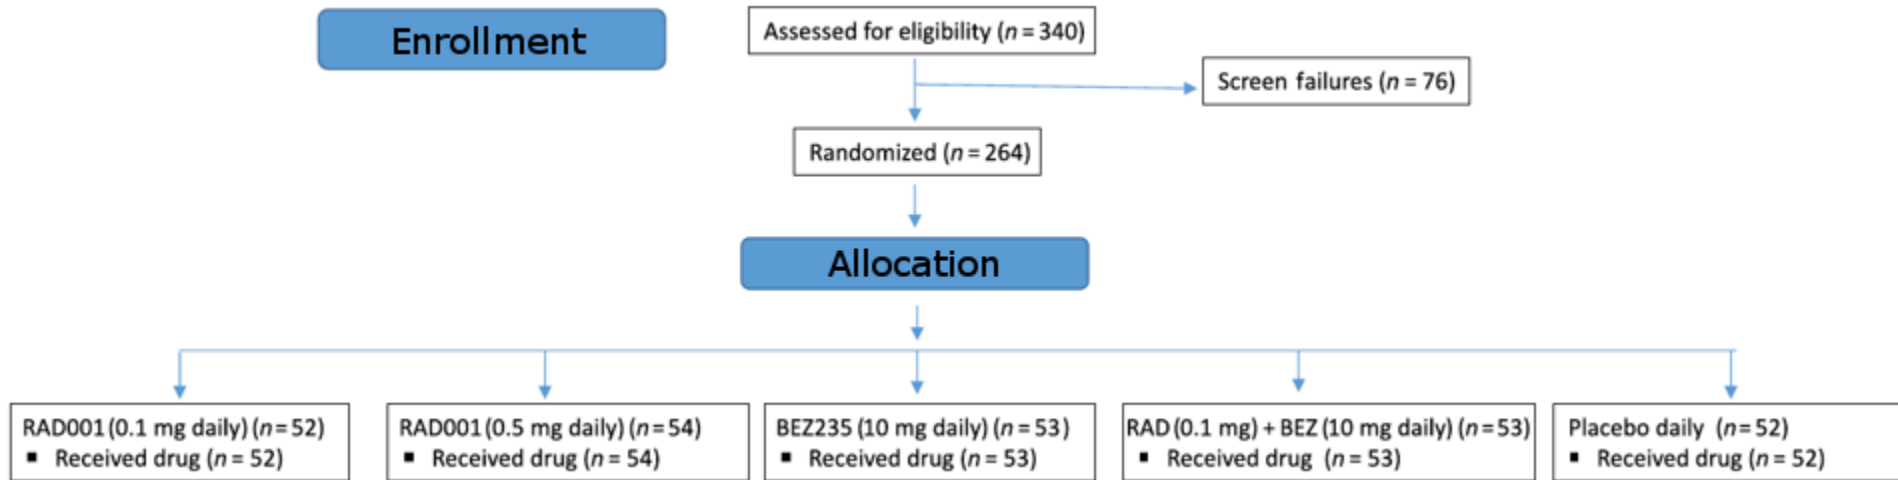 Enrollment
Assessed for eligibility (n = 340)
Screen failures (n = 76)
Randomized (n = 264)
Allocation
RAD001 (0.1 mg daily) (n = 52)
▪ Received drug (n = 52)
RAD001 (0.5 mg daily) (n = 54)
▪ Received drug (n = 54)
BEZ235 (10 mg daily) (n = 53)
▪ Received drug (n = 53)
RAD (0.1 mg) + BEZ (10 mg daily) (n = 53)
▪ Received drug (n = 53)
Placebo daily (n = 52)
▪ Received drug (n = 52)